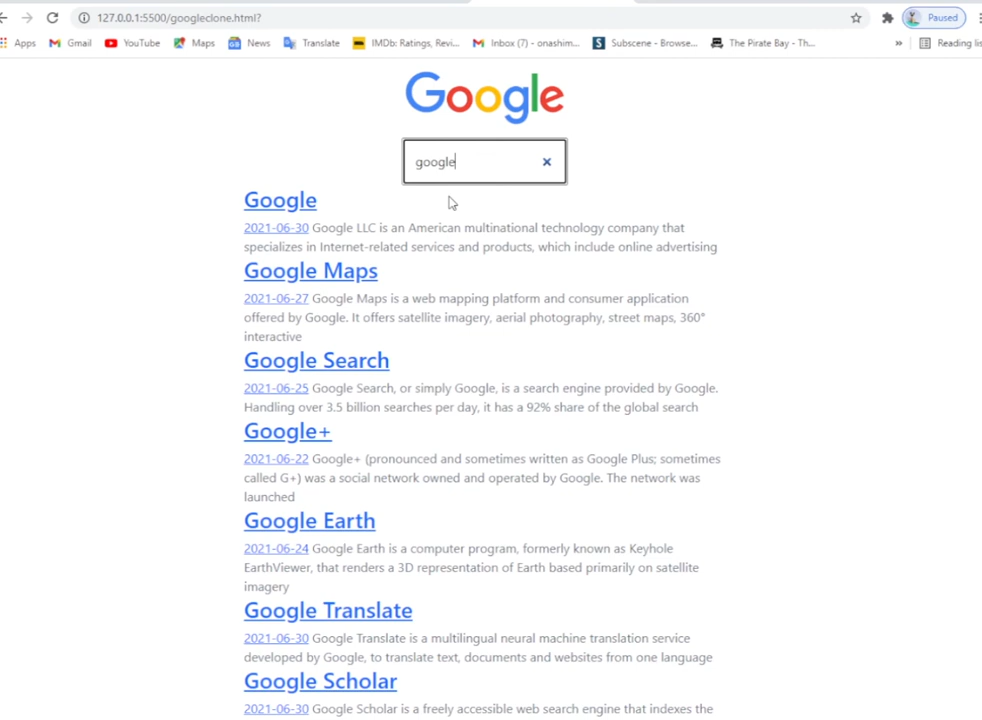 127.0.0.1:5500/googleclone.html?
Paused
Apps Gmail YouTube Maps News Translate IMDb: Ratings, Revi... Inbox (7) - onashim... Subscene - Browse... The Pirate Bay - Th... » Reading lis
Google
google
Google
2021-06-30 Google LLC is an American multinational technology company that
specializes in Internet-related services and products, which include online advertising
Google Maps
2021-06-27 Google Maps is a web mapping platform and consumer application
offered by Google. It offers satellite imagery, aerial photography, street maps, 360°
interactive
Google Search
2021-06-25 Google Search, or simply Google, is a search engine provided by Google.
Handling over 3.5 billion searches per day, it has a 92% share of the global search
Google+
2021-06-22 Google+ (pronounced and sometimes written as Google Plus; sometimes
called G+) was a social network owned and operated by Google. The network was
launched
Google Earth
2021-06-24 Google Earth is a computer program, formerly known as Keyhole
EarthViewer, that renders a 3D representation of Earth based primarily on satellite
imagery
Google Translate
2021-06-30 Google Translate is a multilingual neural machine translation service
developed by Google, to translate text, documents and websites from one language
Google Scholar
2021-06-30 Google Scholar is a freely accessible web search engine that indexes the